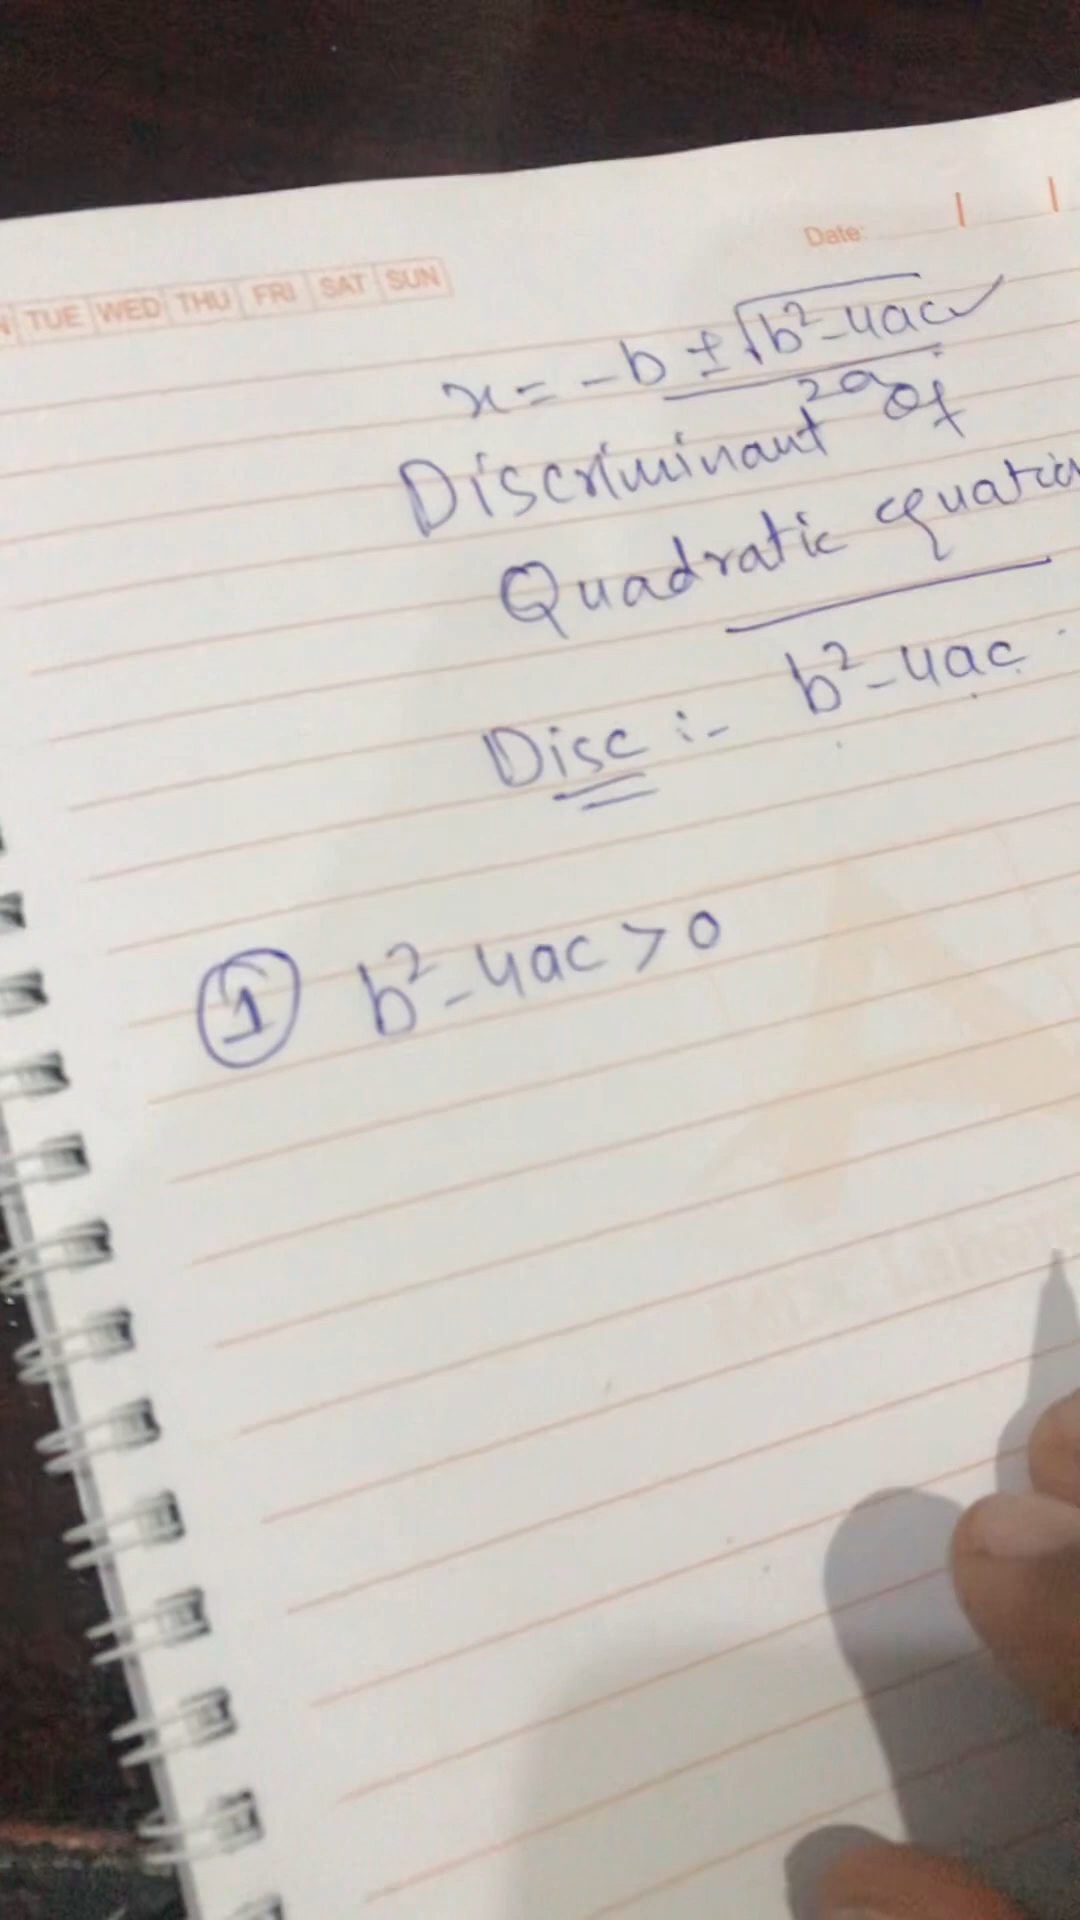 TUE WED THU FRI SAT SUN
Date:
x = -b ± √b²-4ac
2a
Discriminant of
Quadratic equation
Disc :- b²-4ac
① b²-4ac > 0